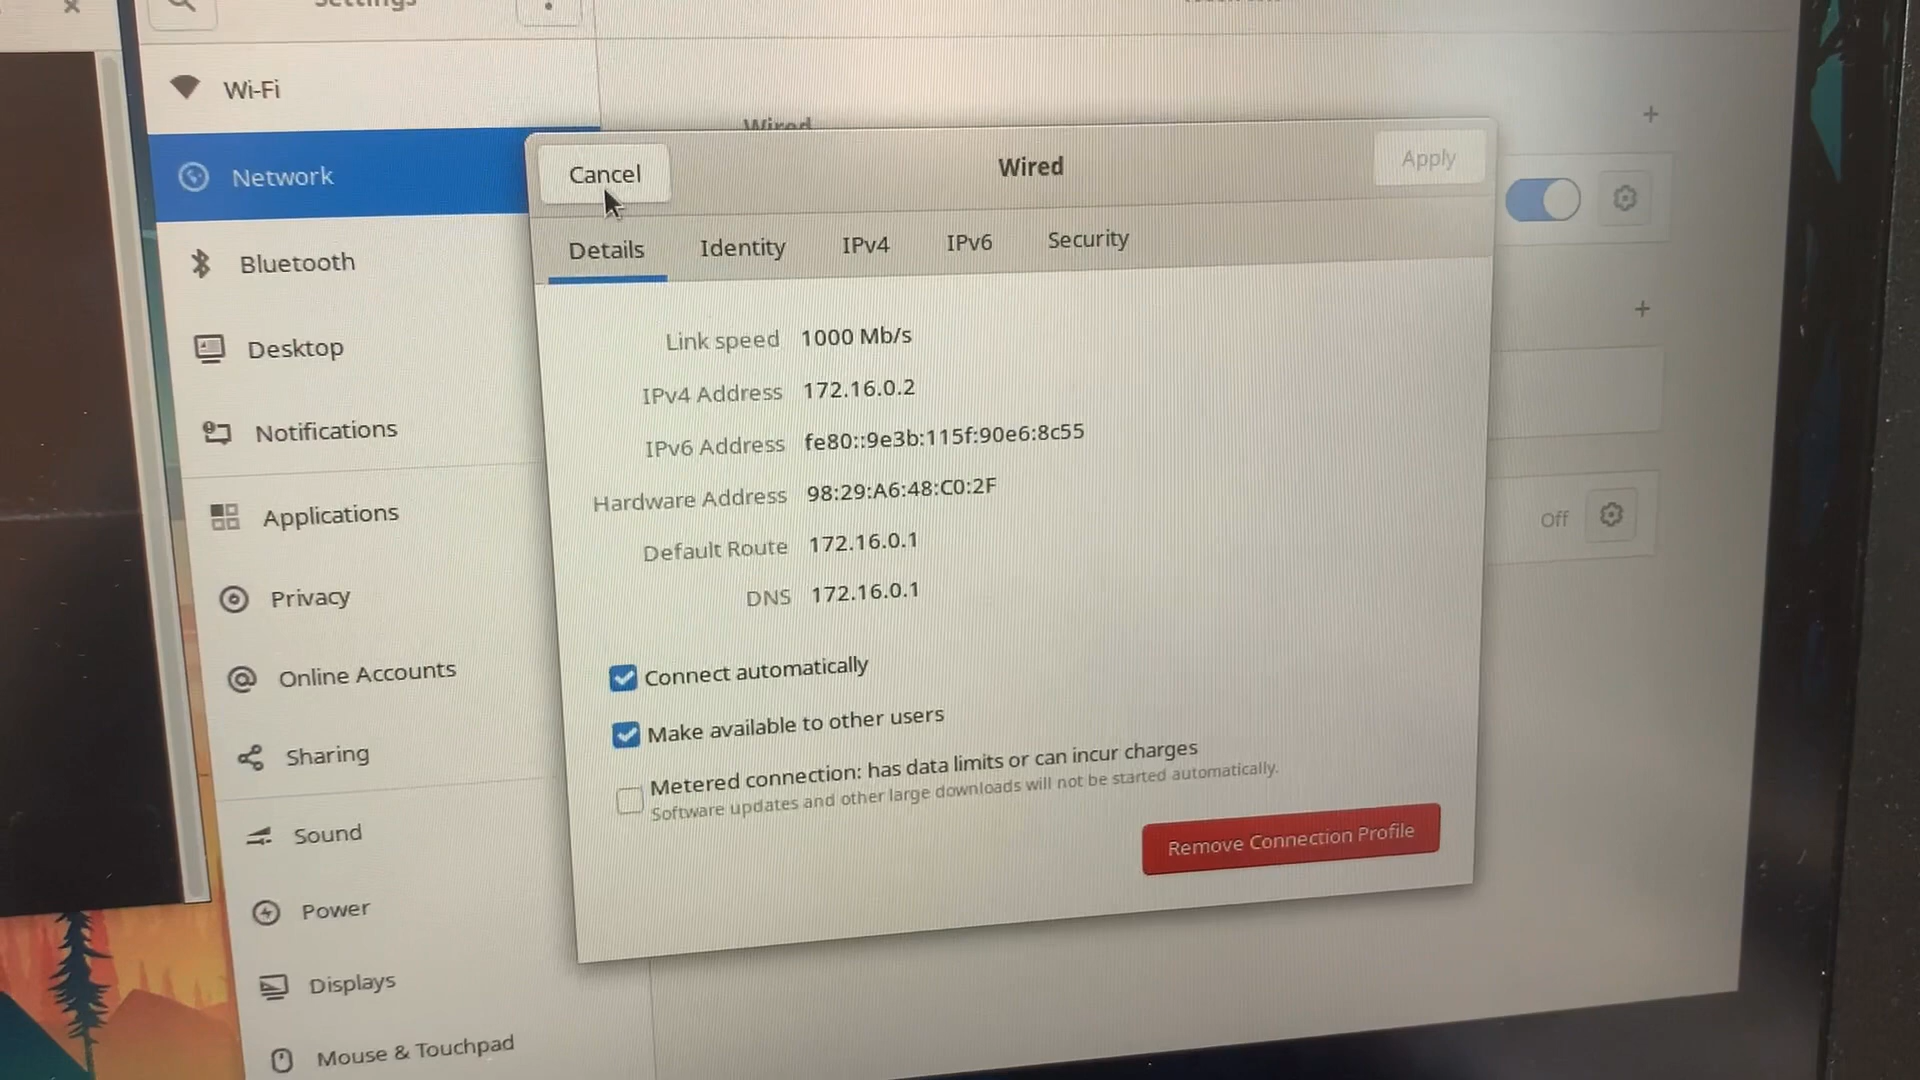 Settings
Wi-Fi
Network
Bluetooth
Desktop
Notifications
Applications
Privacy
Online Accounts
Sharing
Sound
Power
Displays
Mouse & Touchpad
Wired
Cancel
Wired
Apply
Details
Identity
IPv4
IPv6
Security
Link speed 1000 Mb/s
IPv4 Address 172.16.0.2
IPv6 Address fe80::9e3b:115f:90e6:8c55
Hardware Address 98:29:A6:48:C0:2F
Default Route 172.16.0.1
DNS 172.16.0.1
Connect automatically
Make available to other users
Metered connection: has data limits or can incur charges
Software updates and other large downloads will not be started automatically.
Remove Connection Profile
Off